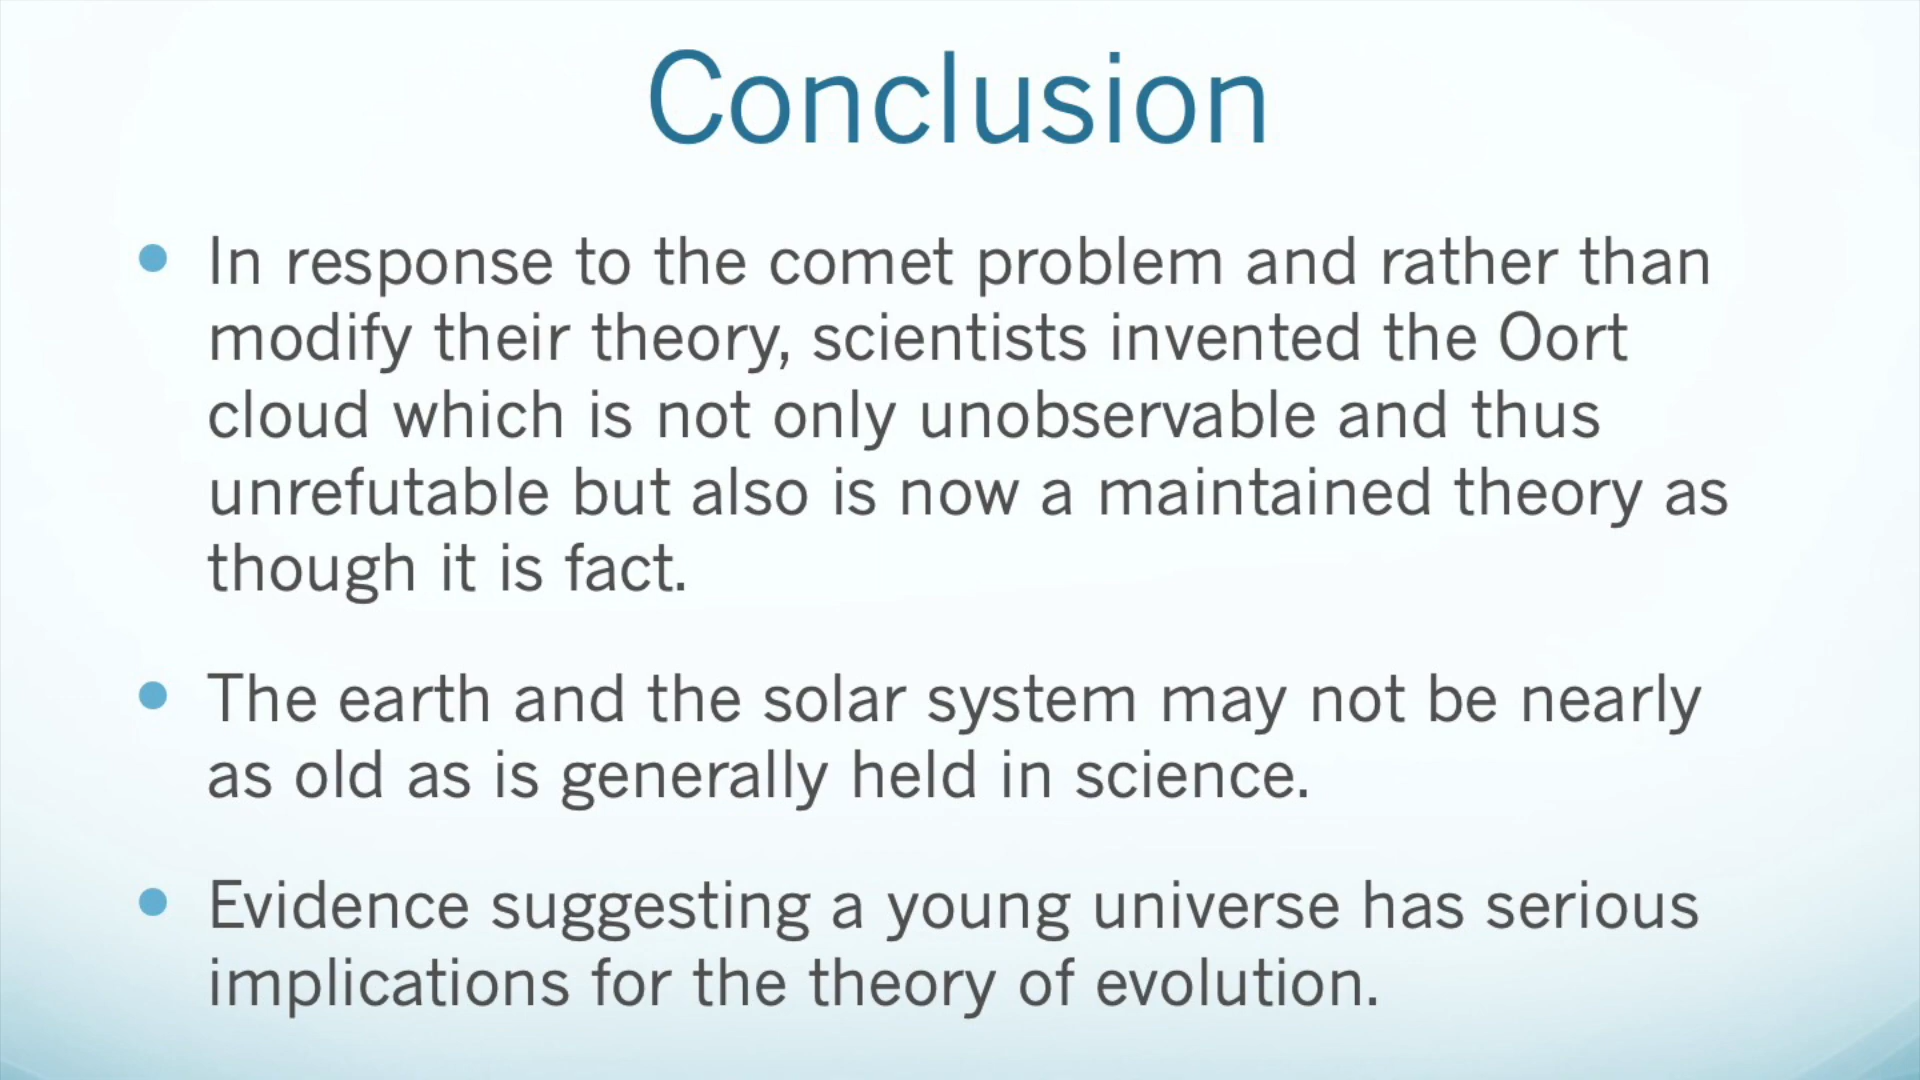 Conclusion
In response to the comet problem and rather than
modify their theory, scientists invented the Oort
cloud which is not only unobservable and thus
unrefutable but also is now a maintained theory as
though it is fact.
The earth and the solar system may not be nearly
as old as is generally held in science.
Evidence suggesting a young universe has serious
implications for the theory of evolution.